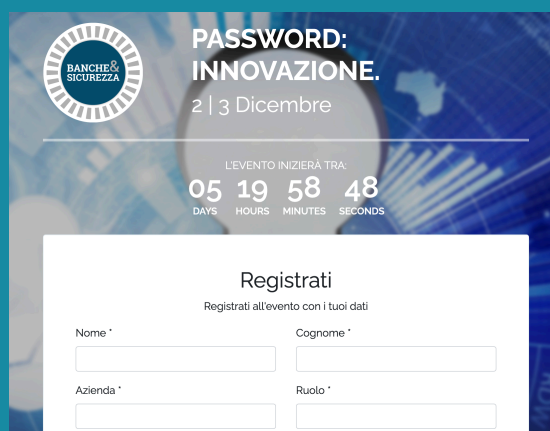 BANCHE&
SICUREZZA
PASSWORD:
INNOVAZIONE.
2 | 3 Dicembre
L'EVENTO INIZIERÀ TRA:
05 19 58 48
DAYS HOURS MINUTES SECONDS
Registrati
Registrati all'evento con i tuoi dati
Nome * Cognome *
Azienda * Ruolo *